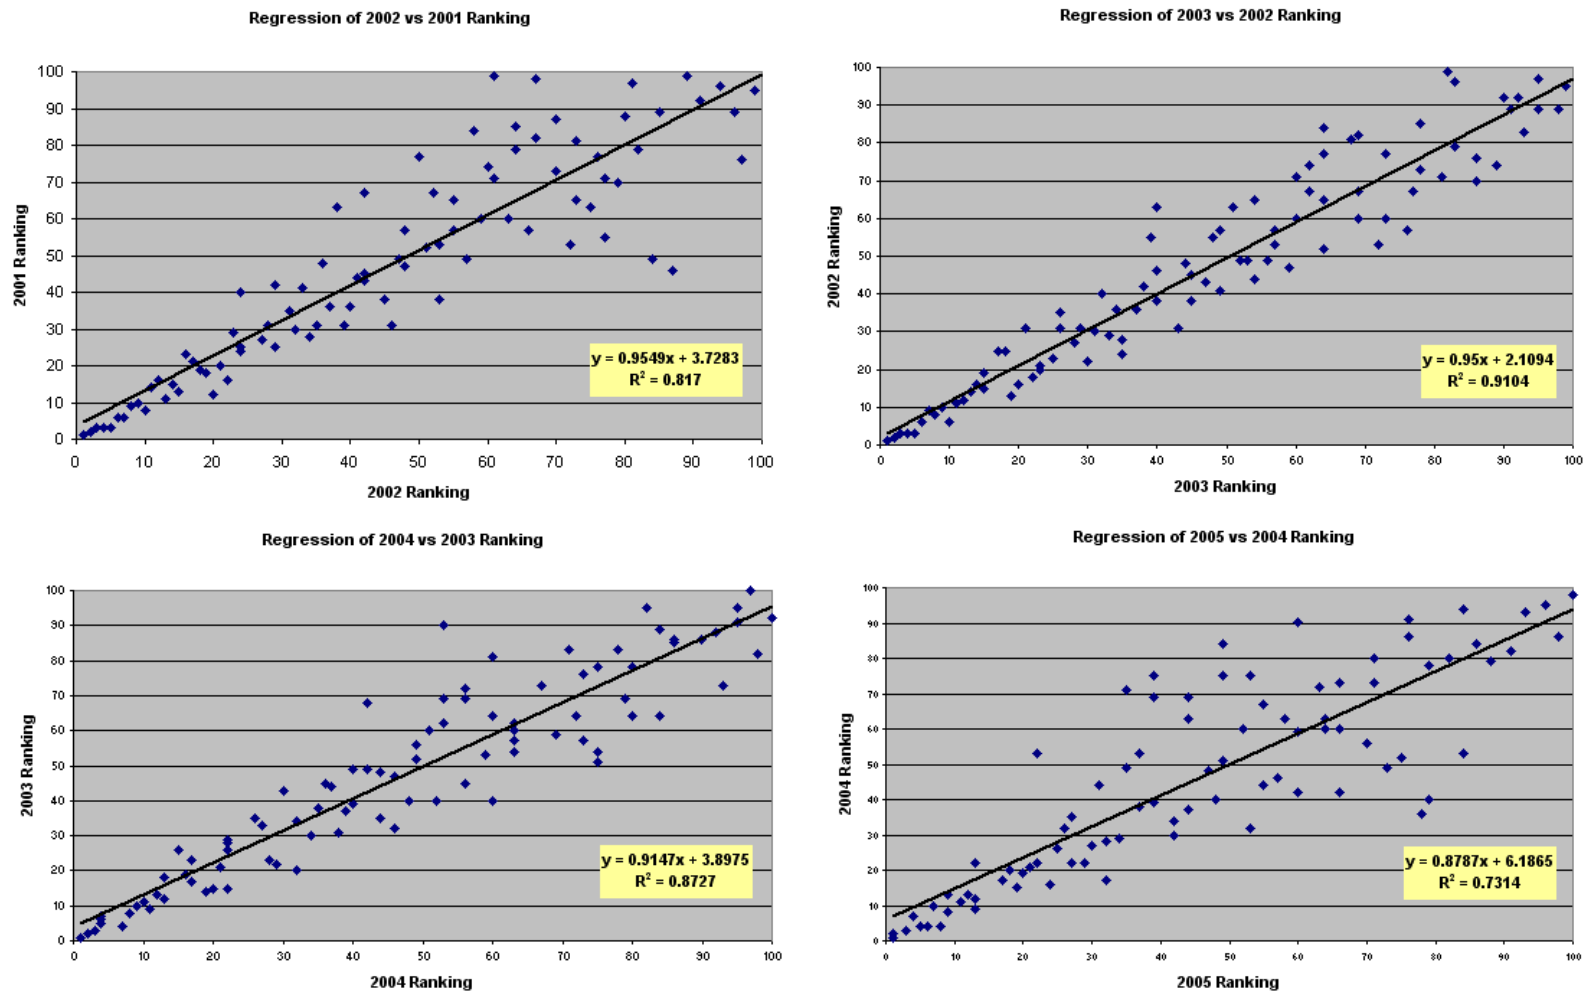 Regression of 2002 vs 2001 Ranking
100
90
80
70
60
50
40
30
20
10
0
2001 Ranking
y = 0.9549x + 3.7283
R² = 0.817
0 10 20 30 40 50 60 70 80 90 100
2002 Ranking
Regression of 2003 vs 2002 Ranking
100
90
80
70
60
50
40
30
20
10
0
2002 Ranking
y = 0.95x + 2.1094
R² = 0.9104
0 10 20 30 40 50 60 70 80 90 100
2003 Ranking
Regression of 2004 vs 2003 Ranking
100
90
80
70
60
50
40
30
20
10
0
2003 Ranking
y = 0.9147x + 3.8975
R² = 0.8727
0 10 20 30 40 50 60 70 80 90 100
2004 Ranking
Regression of 2005 vs 2004 Ranking
100
90
80
70
60
50
40
30
20
10
0
2004 Ranking
y = 0.8787x + 6.1865
R² = 0.7314
0 10 20 30 40 50 60 70 80 90 100
2005 Ranking